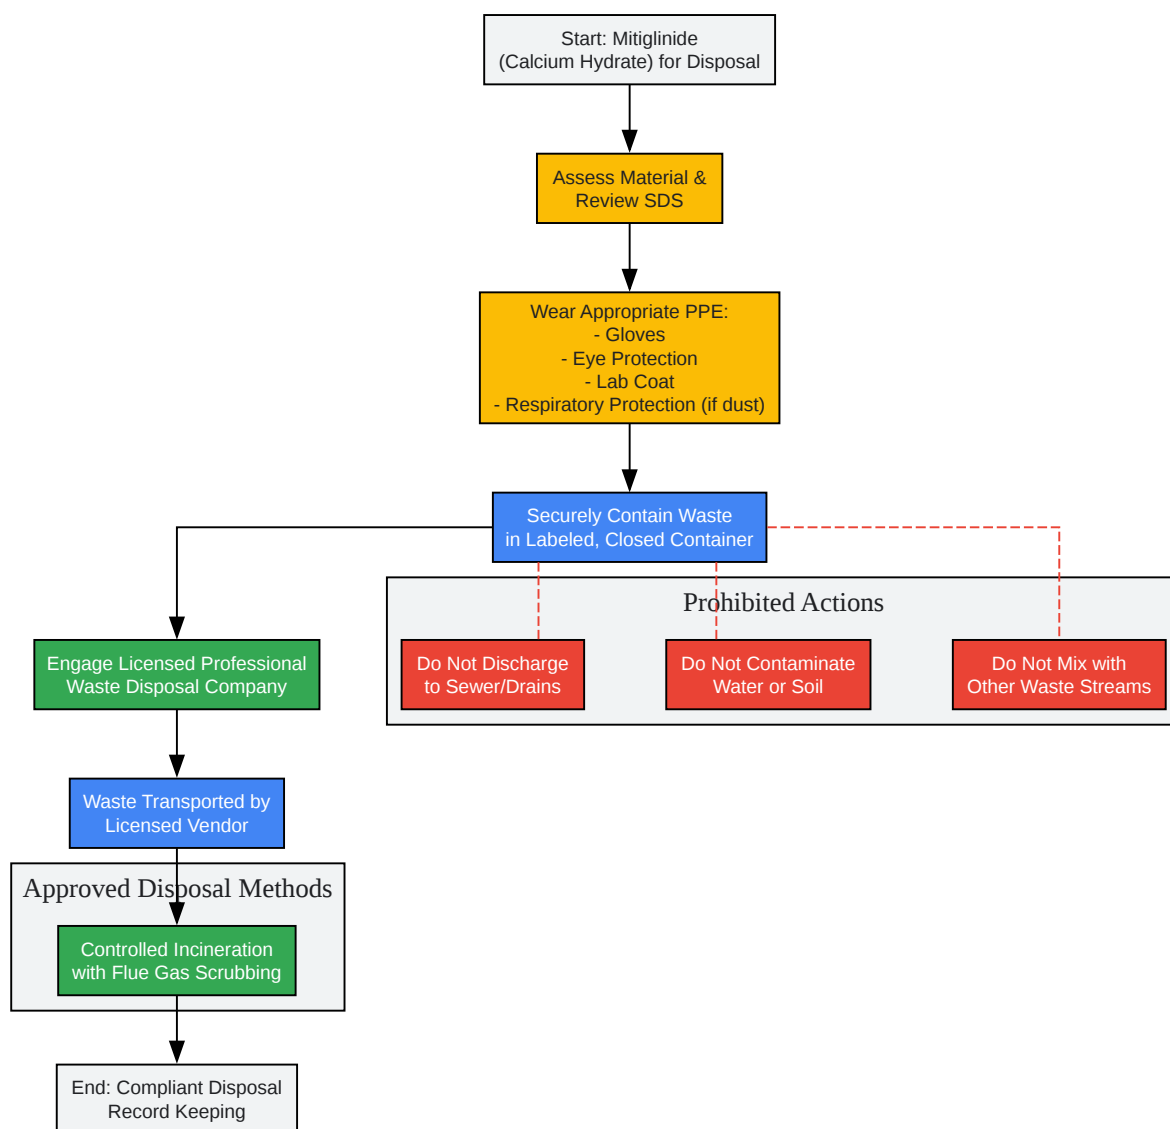 Start: Mitiglinide
(Calcium Hydrate) for Disposal
Assess Material &
Review SDS
Wear Appropriate PPE:
- Gloves
- Eye Protection
- Lab Coat
- Respiratory Protection (if dust)
Securely Contain Waste
in Labeled, Closed Container
Prohibited Actions
Do Not Discharge
to Sewer/Drains
Do Not Contaminate
Water or Soil
Do Not Mix with
Other Waste Streams
Engage Licensed Professional
Waste Disposal Company
Waste Transported by
Licensed Vendor
Approved Disposal Methods
Controlled Incineration
with Flue Gas Scrubbing
End: Compliant Disposal
Record Keeping